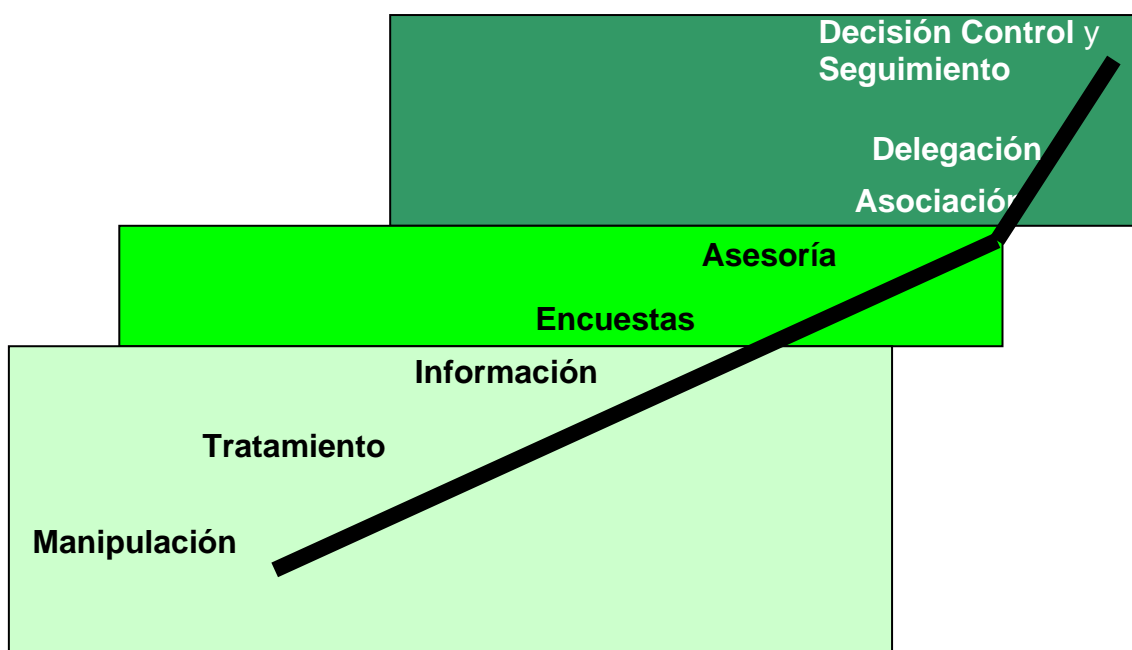 Decisión Control y
Seguimiento
Delegación
Asociación
Asesoría
Encuestas
Información
Tratamiento
Manipulación